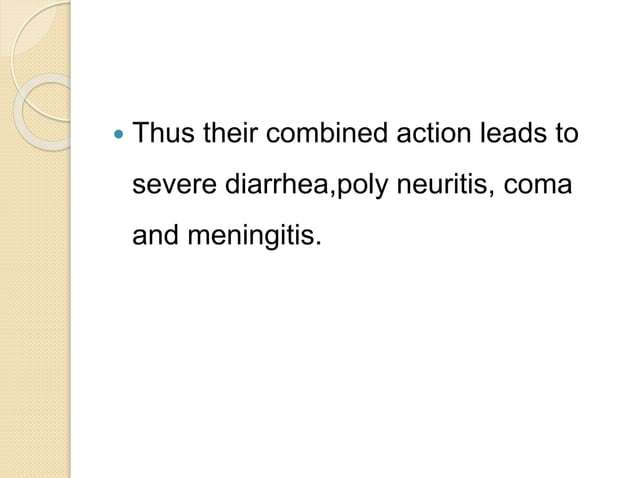 Thus their combined action leads to
severe diarrhea,poly neuritis, coma
and meningitis.